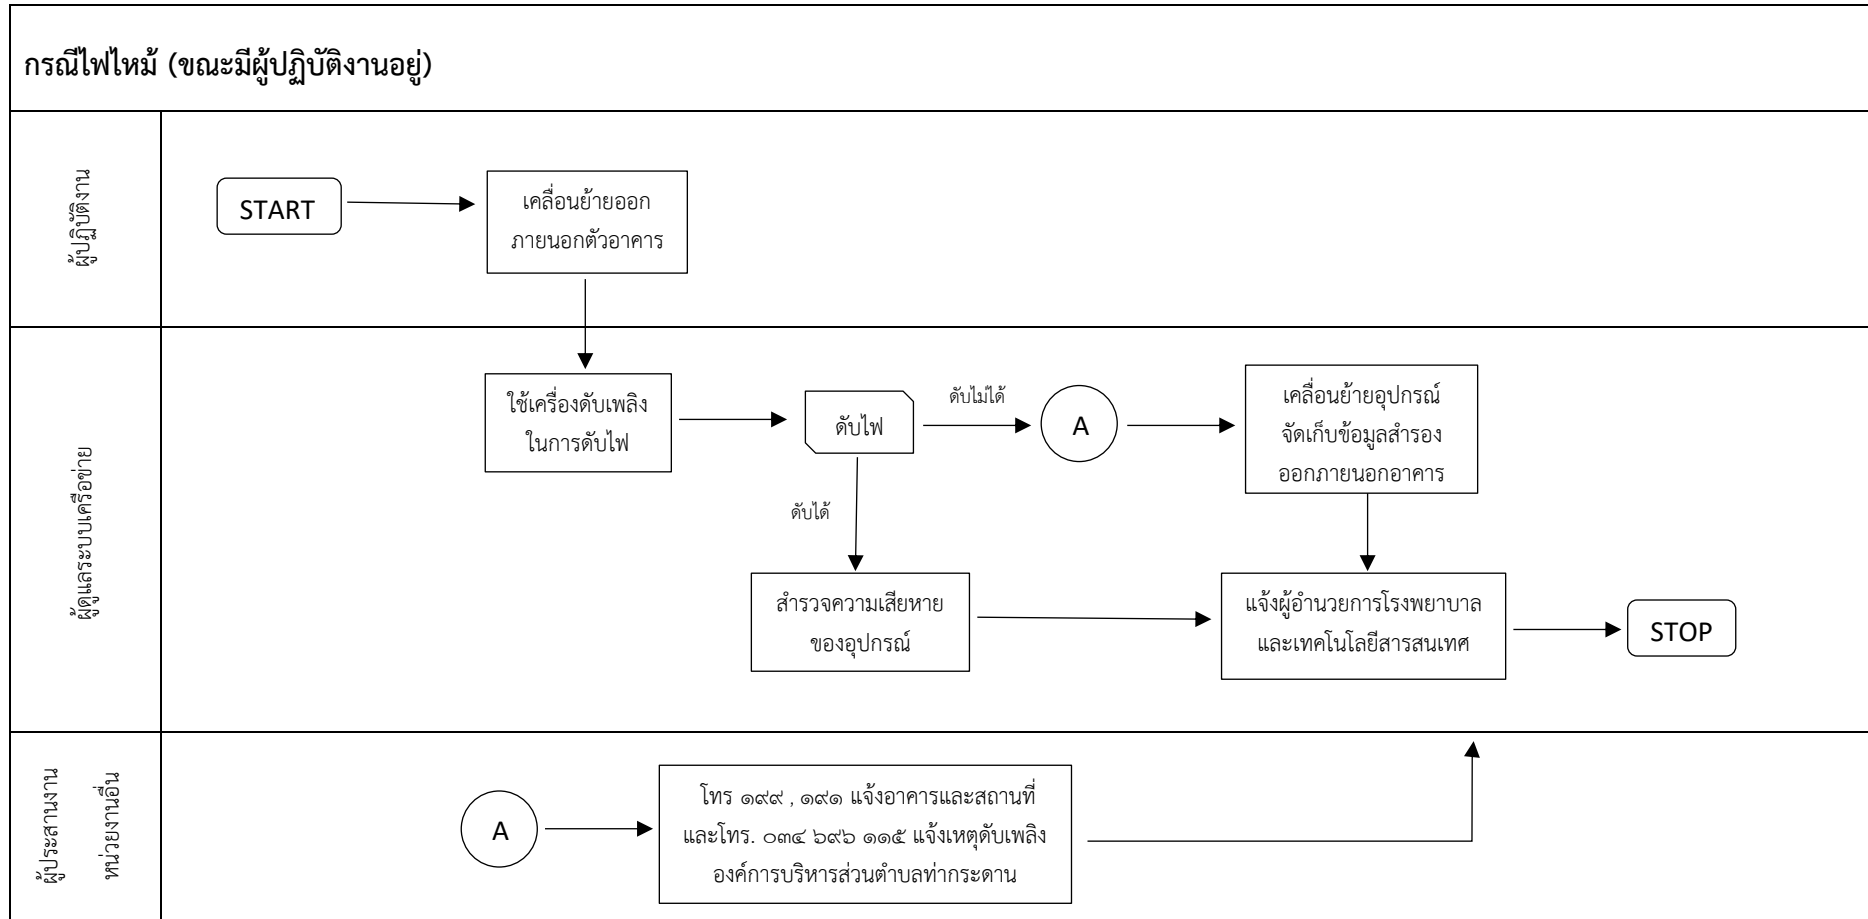 กรณีไฟไหม้ (ขณะมีผู้ปฏิบัติงานอยู่)
ผู้ปฏิบัติงาน
START
เคลื่อนย้ายออก
ภายนอกตัวอาคาร
ผู้ดูแลระบบเครือข่าย
ใช้เครื่องดับเพลิง
ในการดับไฟ
ดับไฟ
ดับไม่ได้
A
เคลื่อนย้ายอุปกรณ์
จัดเก็บข้อมูลสำรอง
ออกภายนอกอาคาร
ดับได้
สำรวจความเสียหาย
ของอุปกรณ์
แจ้งผู้อำนวยการโรงพยาบาล
และเทคโนโลยีสารสนเทศ
STOP
ผู้ประสานงาน
หน่วยงานอื่น
A
โทร ๑๙๙ , ๑๙๑ แจ้งอาคารและสถานที่
และโทร. ๐๓๔ ๖๙๖ ๑๑๕ แจ้งเหตุดับเพลิง
องค์การบริหารส่วนตำบลท่ากระดาน